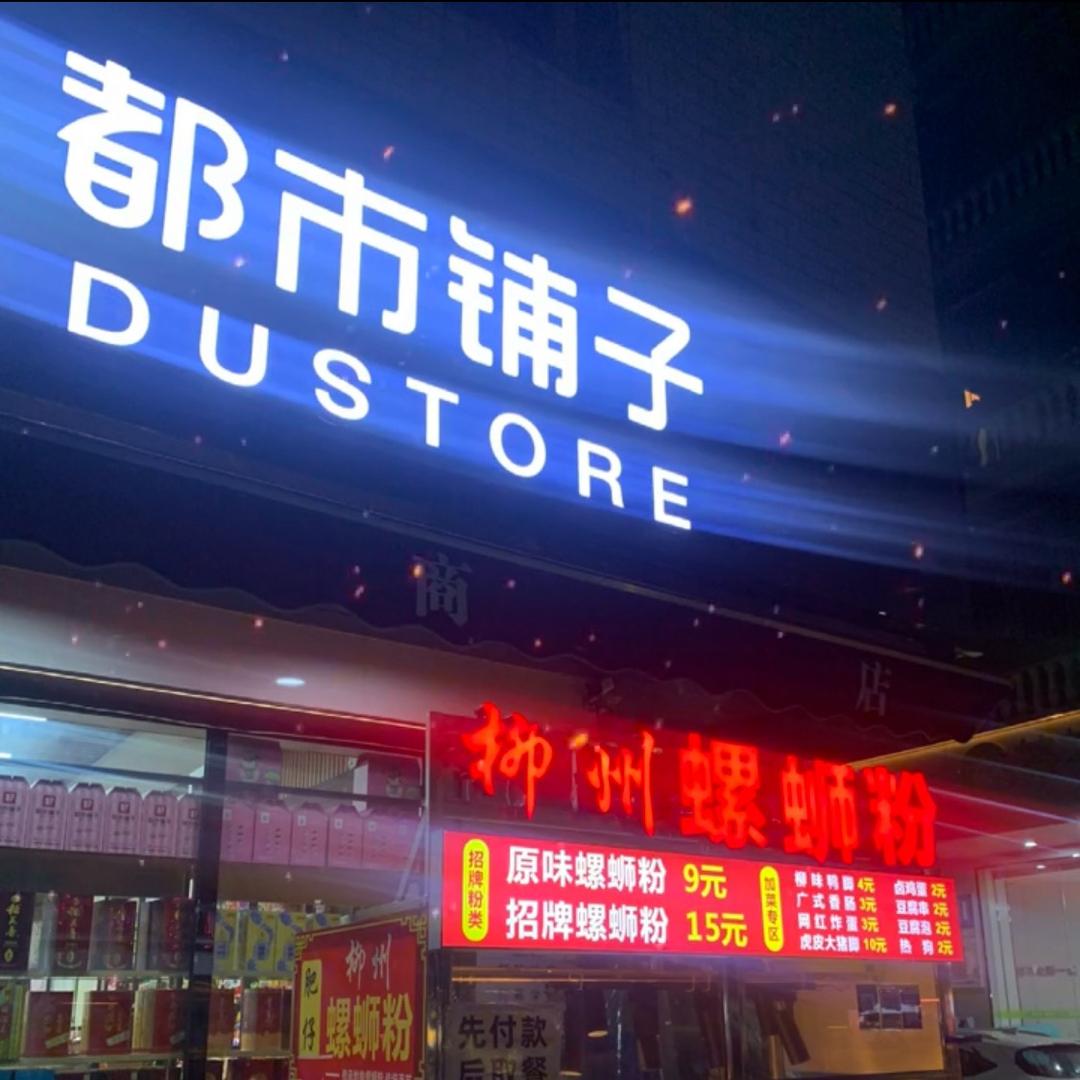 都市铺子
DUSTORE
商
店
柳州螺蛳粉
招牌粉类
原味螺蛳粉 9元
招牌螺蛳粉 15元
加菜专区
柳味鸭脚4元 卤鸡蛋2元
广式香肠3元 豆腐串2元
网红炸蛋3元 豆腐泡2元
虎皮大猪脚10元 热狗2元
柳州
肥仔
螺蛳粉
先付款
后取餐